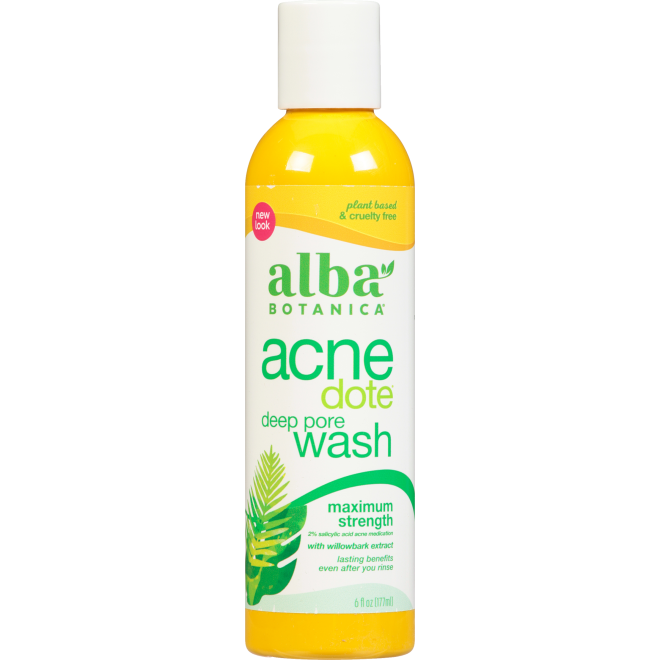 plant based
& cruelty free
new
look
alba
BOTANICA®
acne
dote™
deep pore
wash
maximum
strength
2% salicylic acid acne medication
with willowbark extract
lasting benefits
even after you rinse
6 fl oz (177ml)